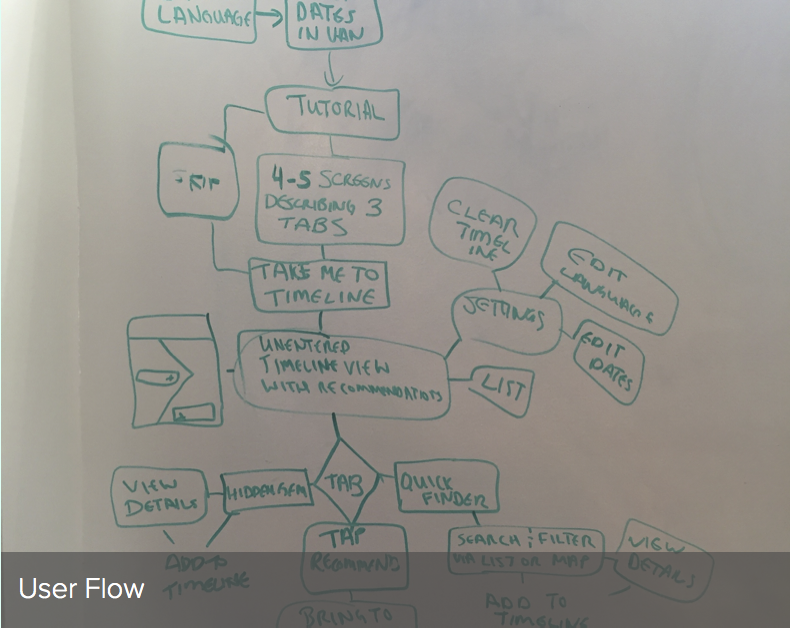 LANGUAGE
DATES
IN VAN
TUTORIAL
SKIP
4-5 SCREENS
DESCRIBING 3
TABS
TAKE ME TO
TIMELINE
CLEAR
TIMEL
INE
EDIT
LANGUAGE
SETTINGS
EDIT
DATES
LIST
UNENTERED
TIMELINE VIEW
WITH RECOMMENDATIONS
VIEW
DETAILS
HIDDEN GEM
TAB
QUICK
FINDER
TAP
RECOMMEND
SEARCH & FILTER
VIA LIST OR MAP
VIEW
DETAILS
ADD TO
TIMELINE
BRING TO
ADD TO
TIMELINE
User Flow